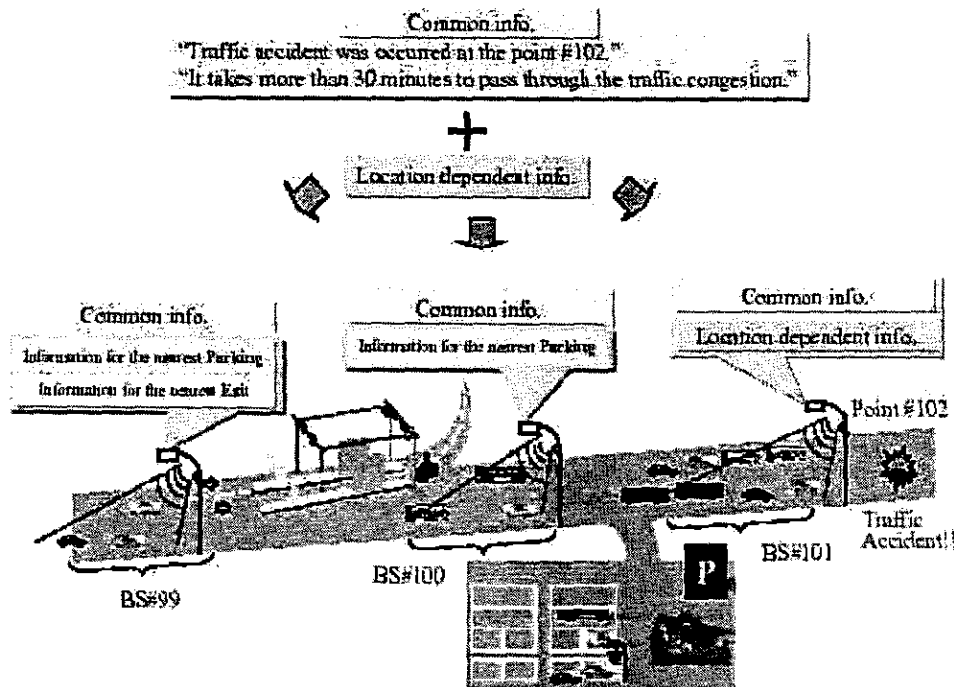 Common info.
"Traffic accident was occurred at the point #102."
"It takes more than 30 minutes to pass through the traffic congestion."
+
Location dependent info.
Common info.
Information for the nearest Parking
Information for the nearest Exit
Common info.
Information for the nearest Parking
Common info.
Location dependent info.
Point #102
Traffic
Accident!!
BS#99
BS#100
BS#101
P